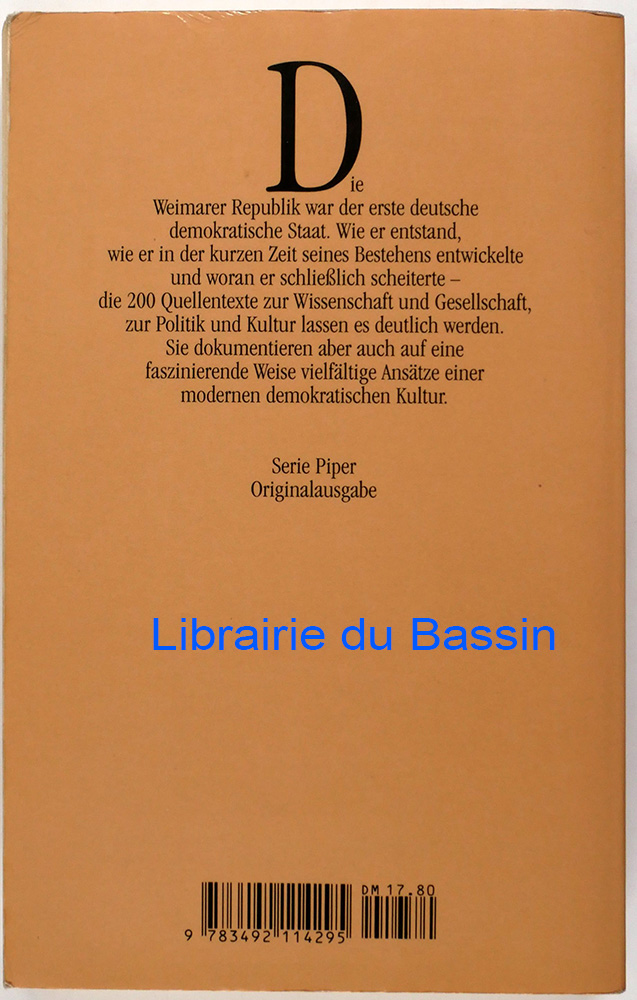 Die
Weimarer Republik war der erste deutsche
demokratische Staat. Wie er entstand,
wie er in der kurzen Zeit seines Bestehens entwickelte
und woran er schließlich scheiterte –
die 200 Quellentexte zur Wissenschaft und Gesellschaft,
zur Politik und Kultur lassen es deutlich werden.
Sie dokumentieren aber auch auf eine
faszinierende Weise vielfältige Ansätze einer
modernen demokratischen Kultur.
Serie Piper
Originalausgabe
Librairie du Bassin
DM 17.80
9 783492 114295